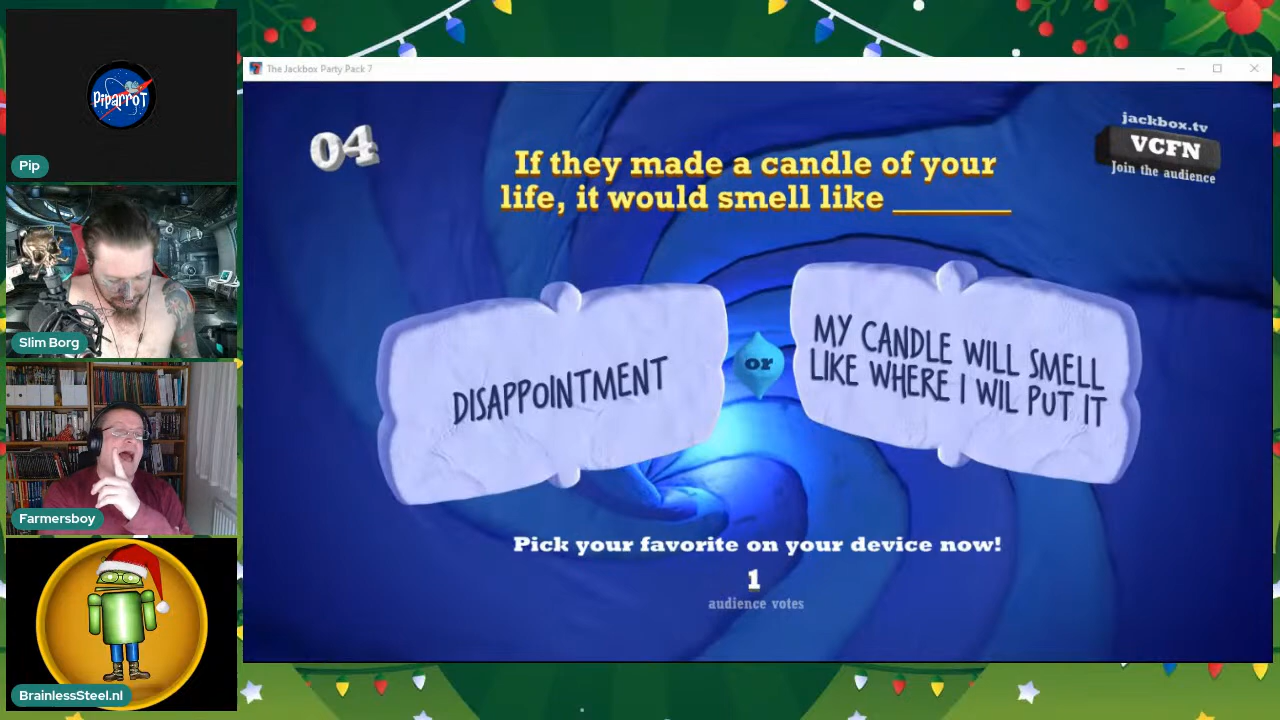 PiparroT
Pip
Slim Borg
Farmersboy
BrainlessSteel.nl
The Jackbox Party Pack 7
04
If they made a candle of your
life, it would smell like ________
jackbox.tv
VCFN
Join the audience
DISAPPOINTMENT
or
MY CANDLE WILL SMELL
LIKE WHERE I WIL PUT IT
Pick your favorite on your device now!
1
audience votes